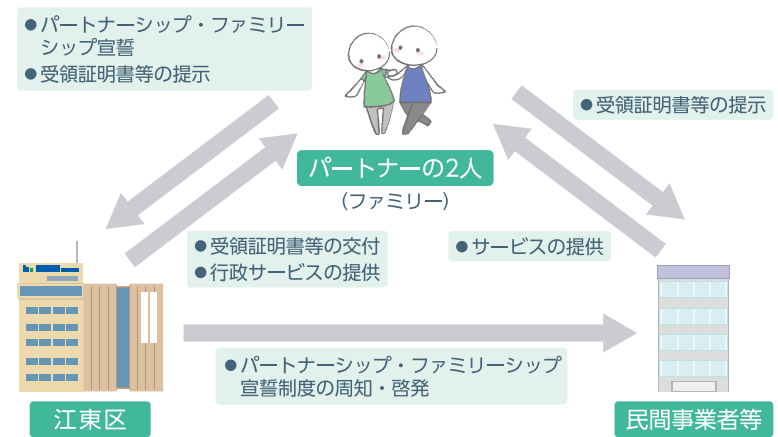 ●パートナーシップ・ファミリー
シップ宣誓
●受領証明書等の提示
●受領証明書等の提示
パートナーの2人
(ファミリー)
●受領証明書等の交付
●行政サービスの提供
●サービスの提供
●パートナーシップ・ファミリーシップ
宣誓制度の周知・啓発
江東区
民間事業者等